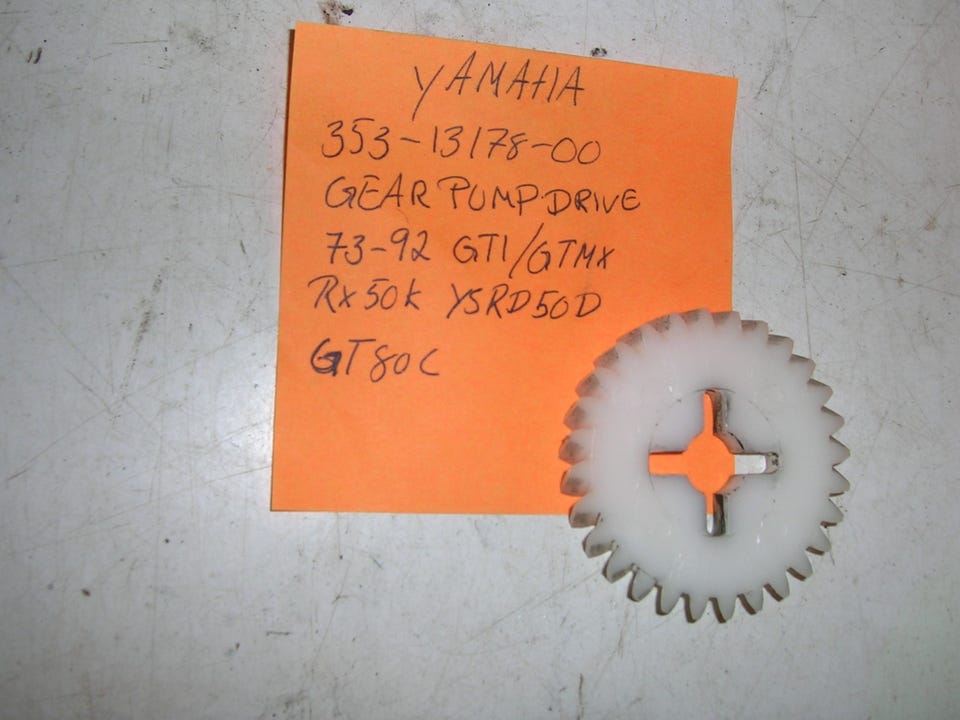 YAMAHA
353-13178-00
GEAR PUMP DRIVE
73-92 GT1/GTMX
RX50K YSRD50D
GT80C